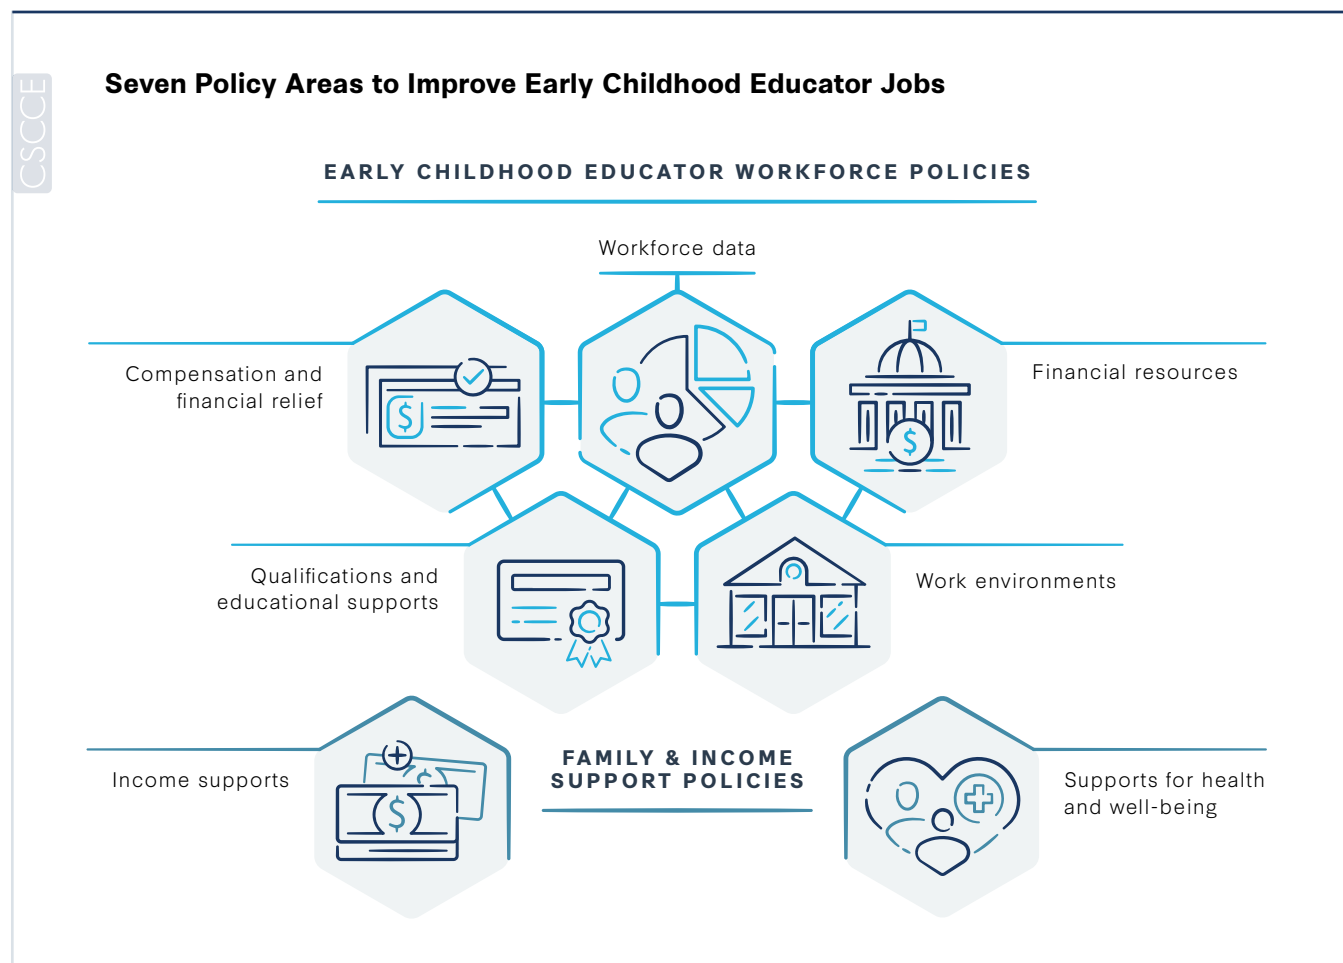 CSCCE
Seven Policy Areas to Improve Early Childhood Educator Jobs
EARLY CHILDHOOD EDUCATOR WORKFORCE POLICIES
Workforce data
Compensation and
financial relief
$
$
Financial resources
Qualifications and
educational supports
Work environments
Income supports
$
$
FAMILY & INCOME
SUPPORT POLICIES
Supports for health
and well-being